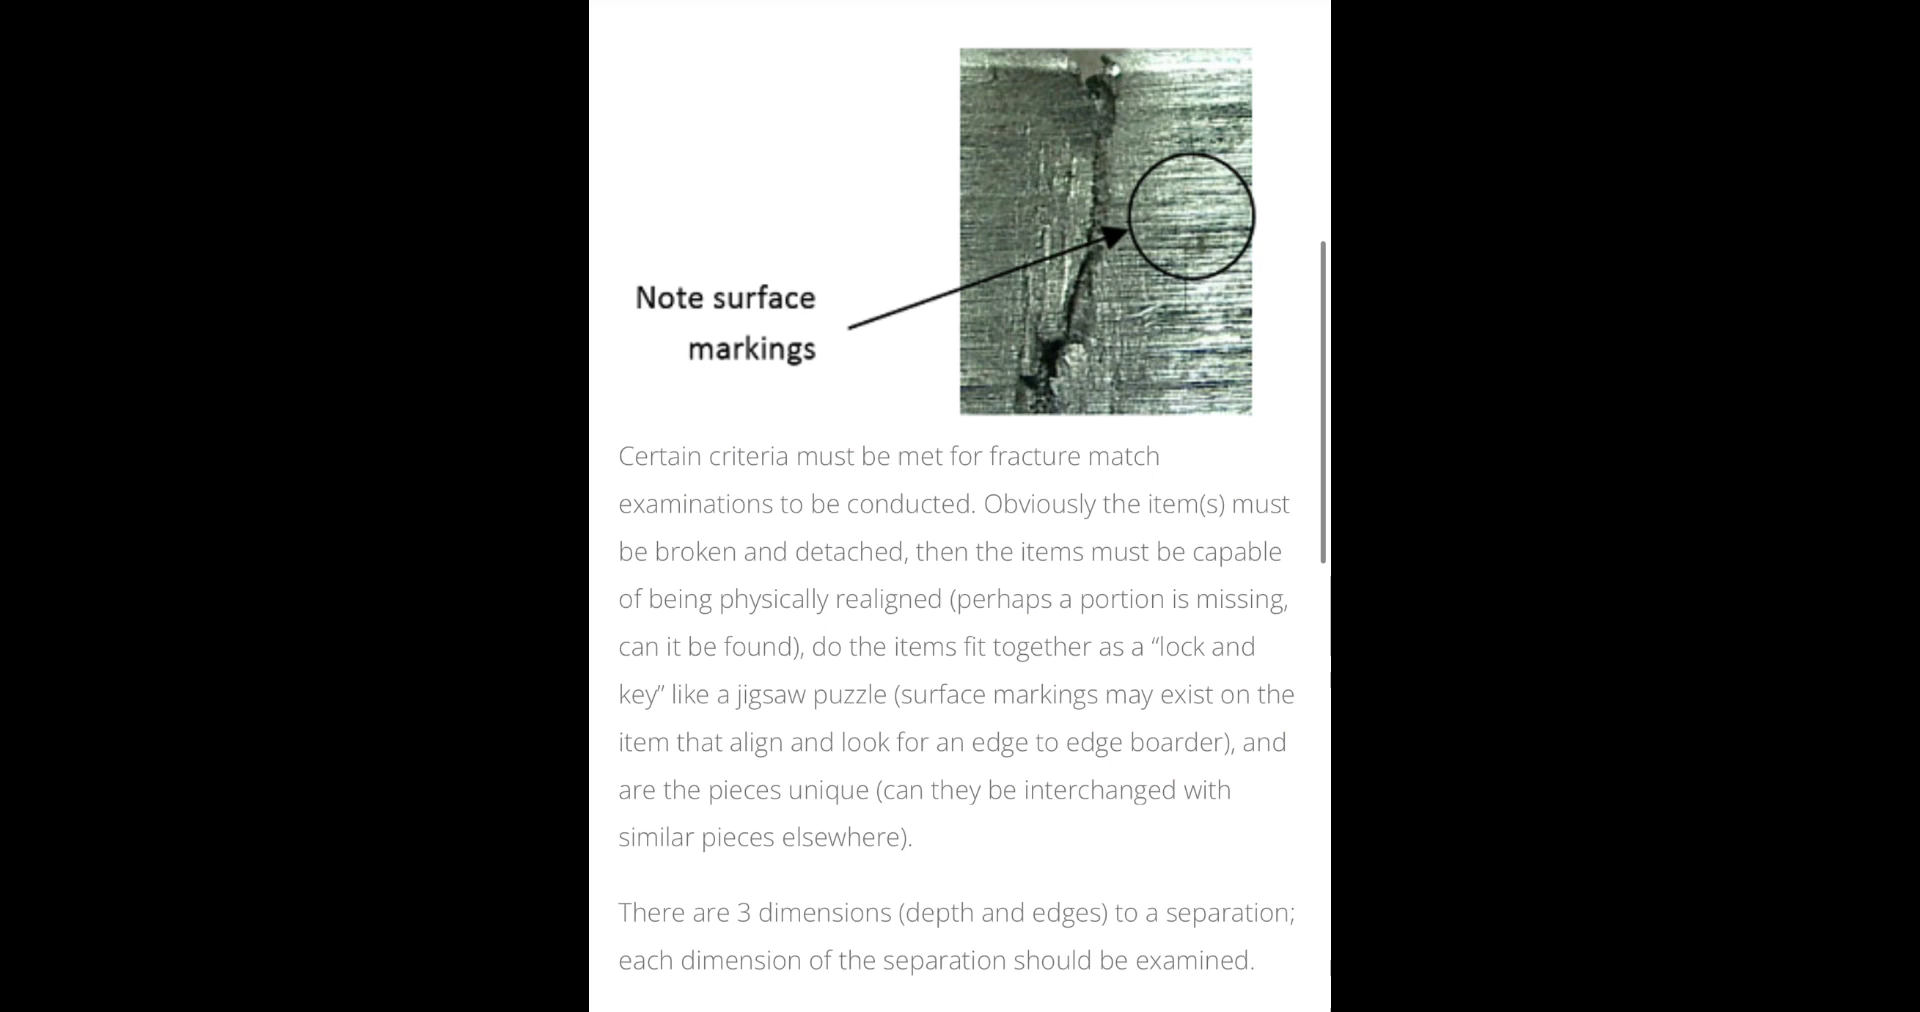 Note surface
markings
Certain criteria must be met for fracture match
examinations to be conducted. Obviously the item(s) must
be broken and detached, then the items must be capable
of being physically realigned (perhaps a portion is missing,
can it be found), do the items fit together as a “lock and
key” like a jigsaw puzzle (surface markings may exist on the
item that align and look for an edge to edge boarder), and
are the pieces unique (can they be interchanged with
similar pieces elsewhere).
There are 3 dimensions (depth and edges) to a separation;
each dimension of the separation should be examined.